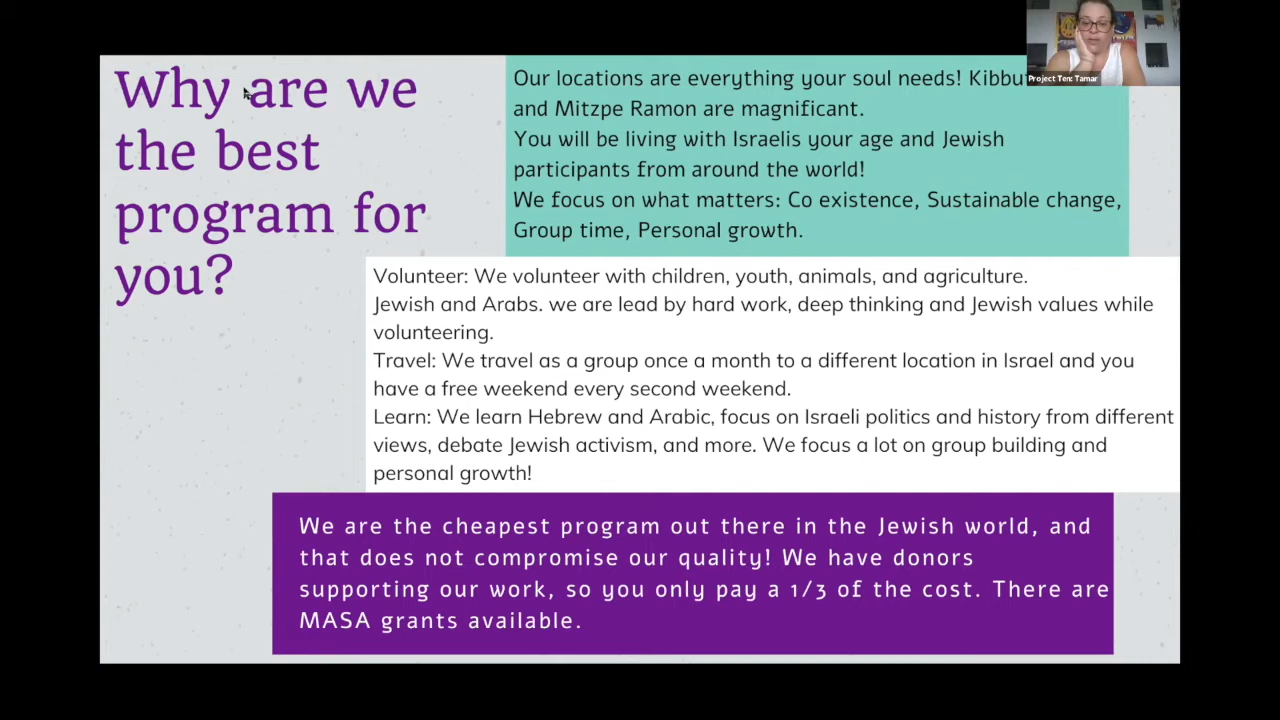 Why are we
the best
program for
you?
Our locations are everything your soul needs!
and Mitzpe Ramon are magnificent.
You will be living with Israelis your age and Jewish
participants from around the world!
We focus on what matters: Co existence, Sustainable change,
Group time, Personal growth.
Volunteer: We volunteer with children, youth, animals, and agriculture.
Jewish and Arabs. we are lead by hard work, deep thinking and Jewish values while
volunteering.
Travel: We travel as a group once a month to a different location in Israel and you
have a free weekend every second weekend.
Learn: We learn Hebrew and Arabic, focus on Israeli politics and history from different
views, debate Jewish activism, and more. We focus a lot on group building and
personal growth!
We are the cheapest program out there in the Jewish world, and
that does not compromise our quality! We have donors
supporting our work, so you only pay a 1/3 of the cost. There are
MASA grants available.
Project Ten: Tamar